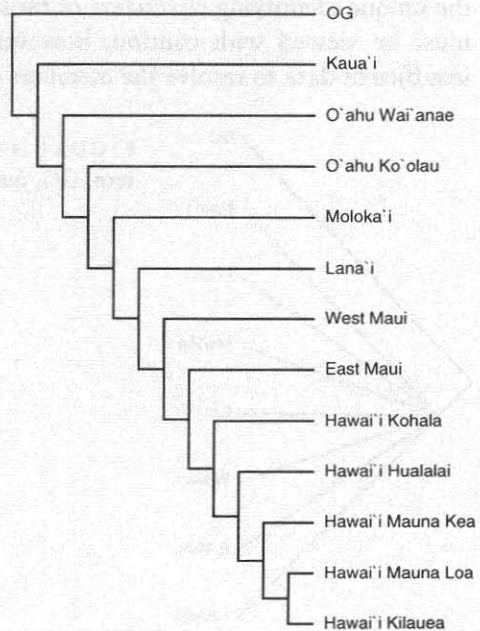 OG
Kaua`i
O`ahu Wai`anae
O`ahu Ko`olau
Moloka`i
Lana`i
West Maui
East Maui
Hawai`i Kohala
Hawai`i Hualalai
Hawai`i Mauna Kea
Hawai`i Mauna Loa
Hawai`i Kilauea